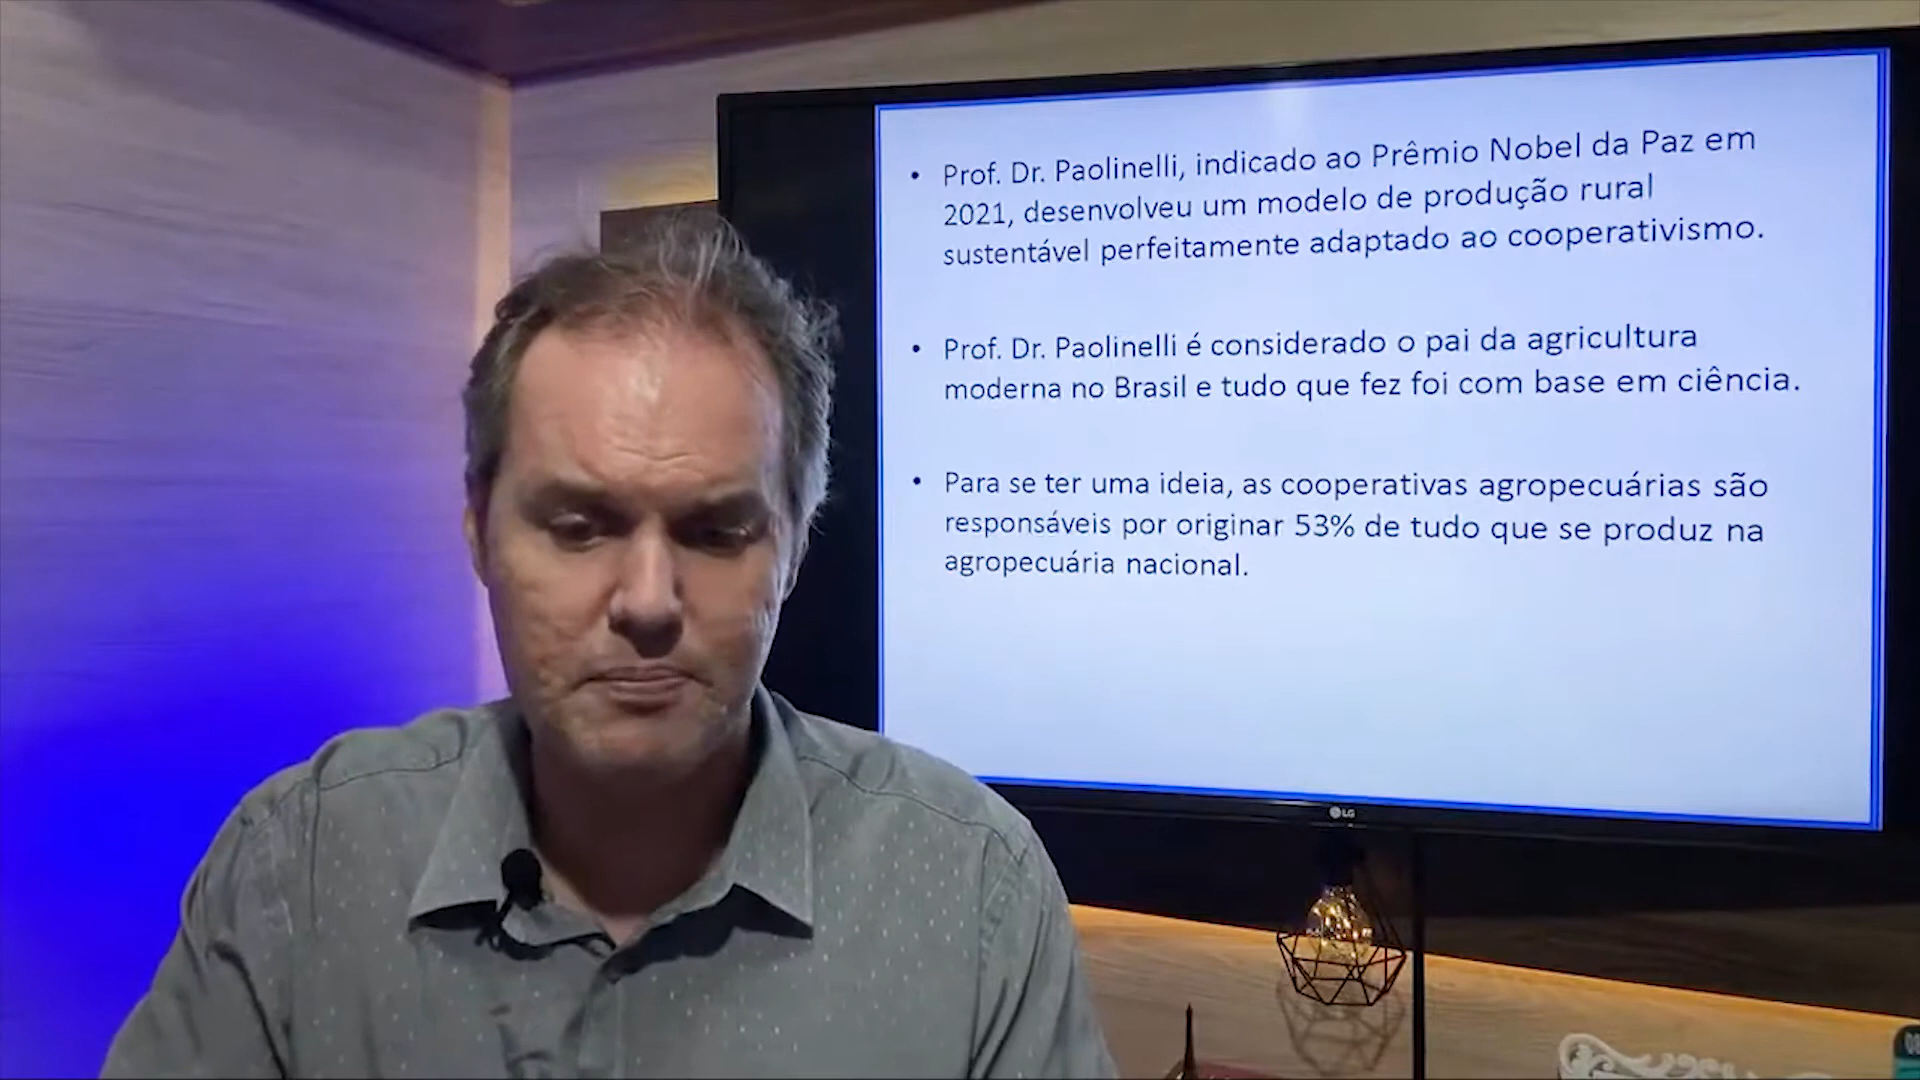 • Prof. Dr. Paolinelli, indicado ao Prêmio Nobel da Paz em
2021, desenvolveu um modelo de produção rural
sustentável perfeitamente adaptado ao cooperativismo.
• Prof. Dr. Paolinelli é considerado o pai da agricultura
moderna no Brasil e tudo que fez foi com base em ciência.
• Para se ter uma ideia, as cooperativas agropecuárias são
responsáveis por originar 53% de tudo que se produz na
agropecuária nacional.
LG